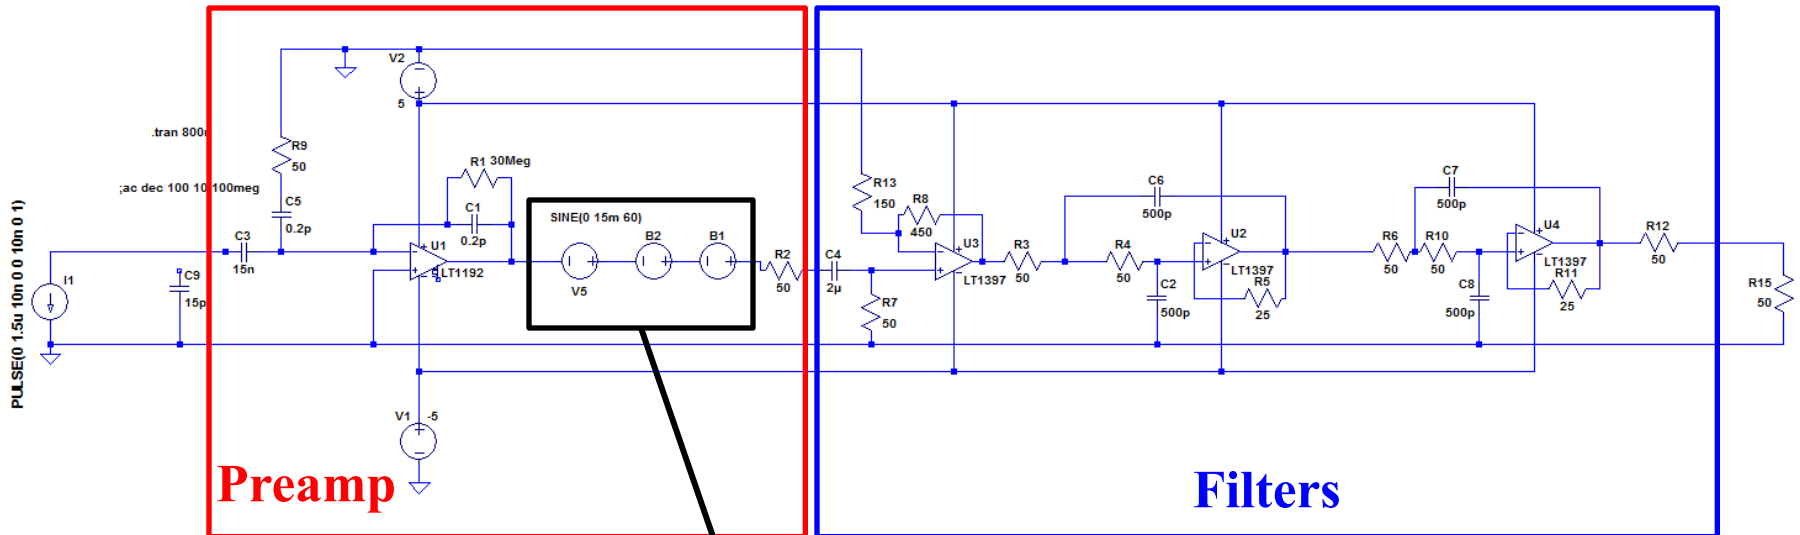 PULSE(0 1.5u 10n 0 0 10n 0 1)
I1
.tran 800
;ac dec 100 10 100meg
C9
15p
C3
15n
R9
50
C5
0.2p
V2
5
R1 30Meg
C1
0.2p
U1
LT1192
V1 -5
SINE(0 15m 60)
V5
B2
B1
R2
50
C4
2µ
R13
150
R8
450
R7
50
U3
LT1397
R3
50
R4
50
C6
500p
C2
500p
U2
LT1397
R5
25
R6
50
R10
50
C7
500p
C8
500p
U4
LT1397
R11
25
R12
50
R15
50
Preamp
Filters